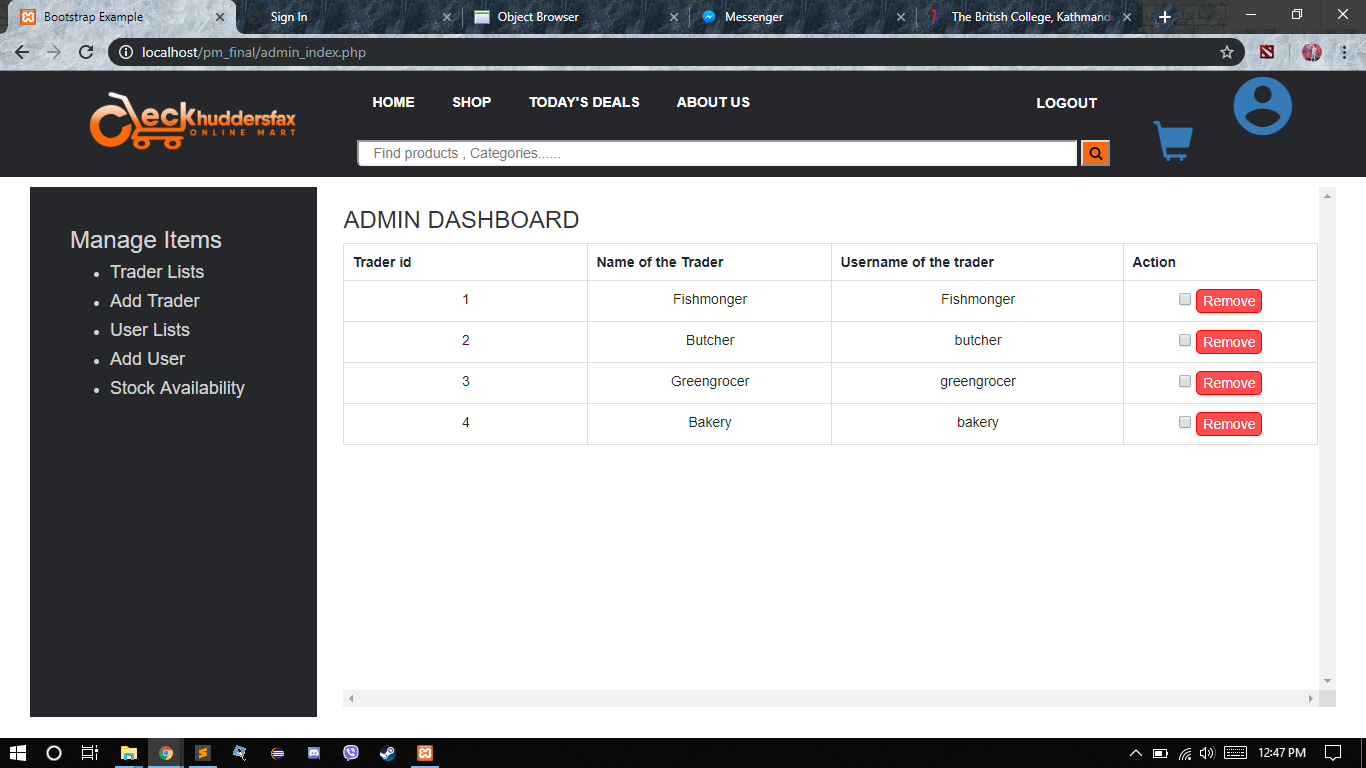 Bootstrap Example
Sign In
Object Browser
Messenger
The British College, Kathmand
localhost/pm_final/admin_index.php
eckhuddersfax
ONLINE MART
HOME SHOP TODAY'S DEALS ABOUT US LOGOUT
Find products , Categories......
Manage Items
Trader Lists
Add Trader
User Lists
Add User
Stock Availability
ADMIN DASHBOARD
Trader id Name of the Trader Username of the trader Action
1 Fishmonger Fishmonger Remove
2 Butcher butcher Remove
3 Greengrocer greengrocer Remove
4 Bakery bakery Remove
12:47 PM